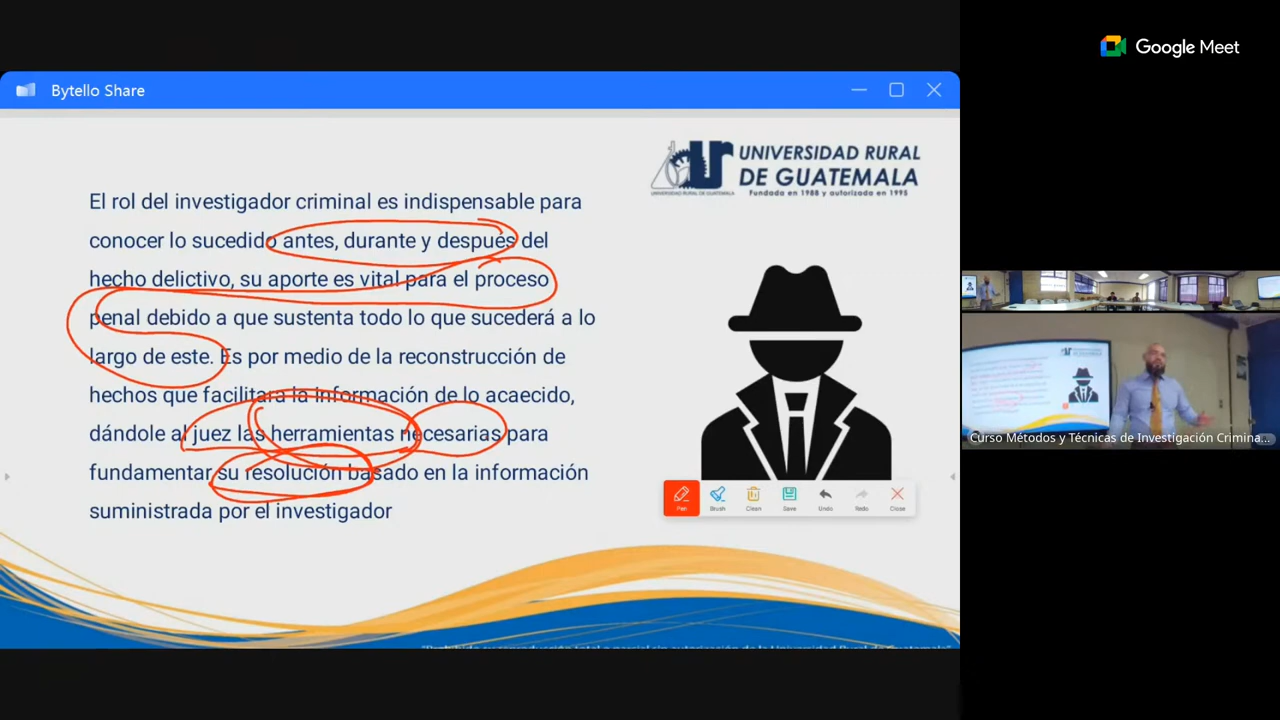 Google Meet
Bytello Share
UNIVERSIDAD RURAL
DE GUATEMALA
Fundada en 1988 y autorizada en 1995
UNIVERSIDAD RURAL DE GUATEMALA
El rol del investigador criminal es indispensable para
conocer lo sucedido antes, durante y después del
hecho delictivo, su aporte es vital para el proceso
penal debido a que sustenta todo lo que sucederá a lo
largo de este. Es por medio de la reconstrucción de
hechos que facilitara la información de lo acaecido,
dándole al juez las herramientas necesarias para
fundamentar su resolución basado en la información
suministrada por el investigador
Pen Brush Clean Save Undo Redo Close
Curso Métodos y Técnicas de Investigación Crimina...